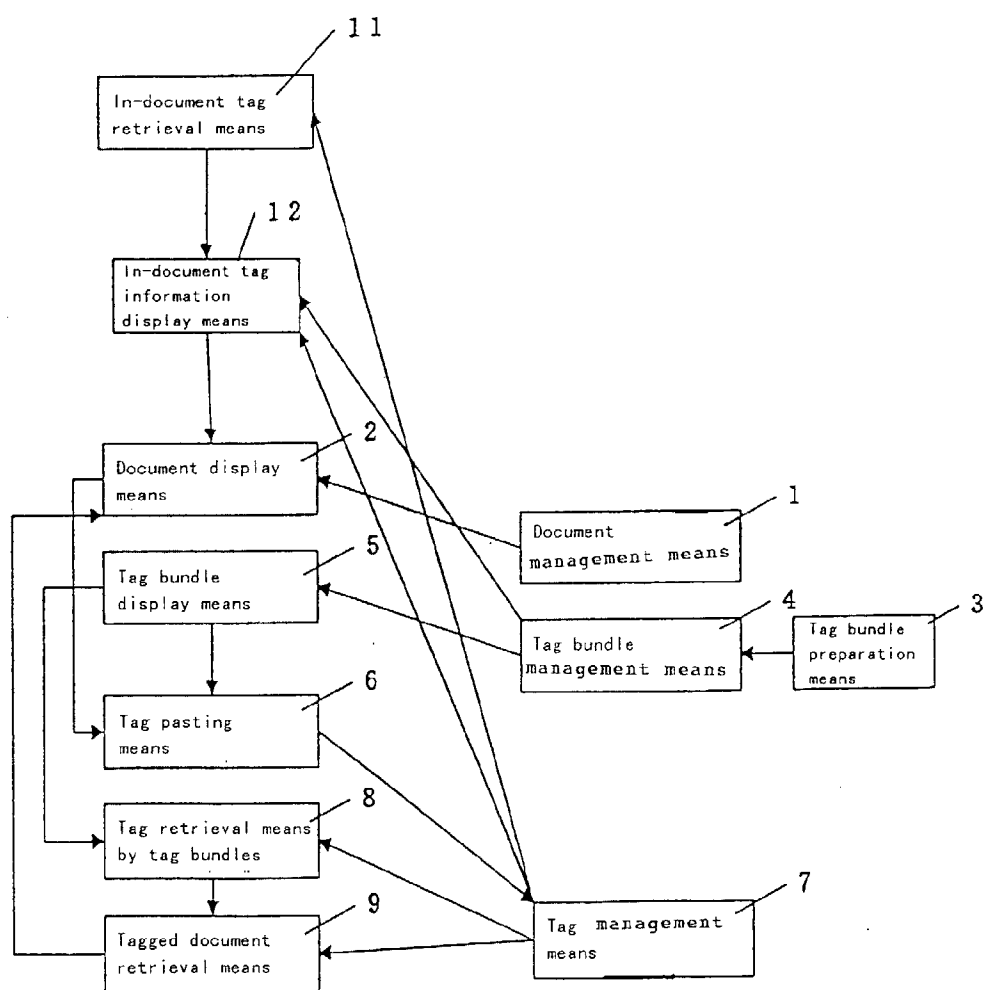 11
In-document tag
retrieval means
12
In-document tag
information
display means
2
Document display
means
1
Document
management means
5
Tag bundle
display means
4
Tag bundle
management means
3
Tag bundle
preparation
means
6
Tag pasting
means
8
Tag retrieval means
by tag bundles
7
Tag management
means
9
Tagged document
retrieval means